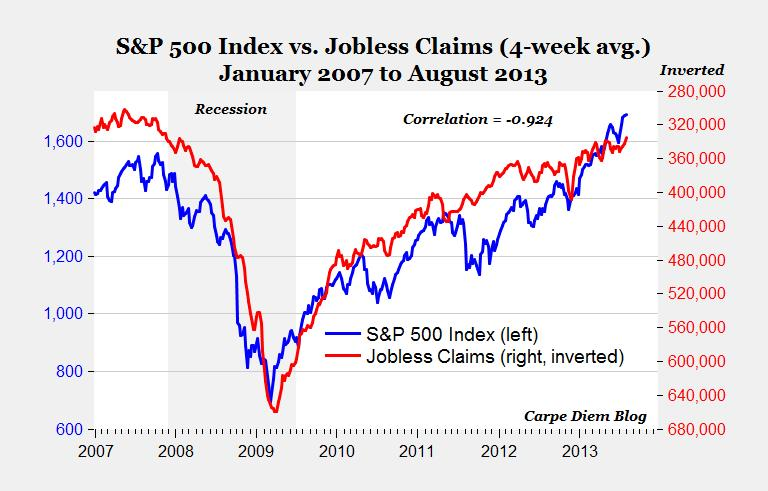 S&P 500 Index vs. Jobless Claims (4-week avg.)
January 2007 to August 2013
Inverted
Recession
Correlation = -0.924
280,000
320,000
1,600
360,000
1,400
400,000
440,000
1,200
480,000
520,000
1,000
560,000
S&P 500 Index (left)
Jobless Claims (right, inverted)
800
600,000
640,000
Carpe Diem Blog
600
680,000
2007 2008 2009 2010 2011 2012 2013